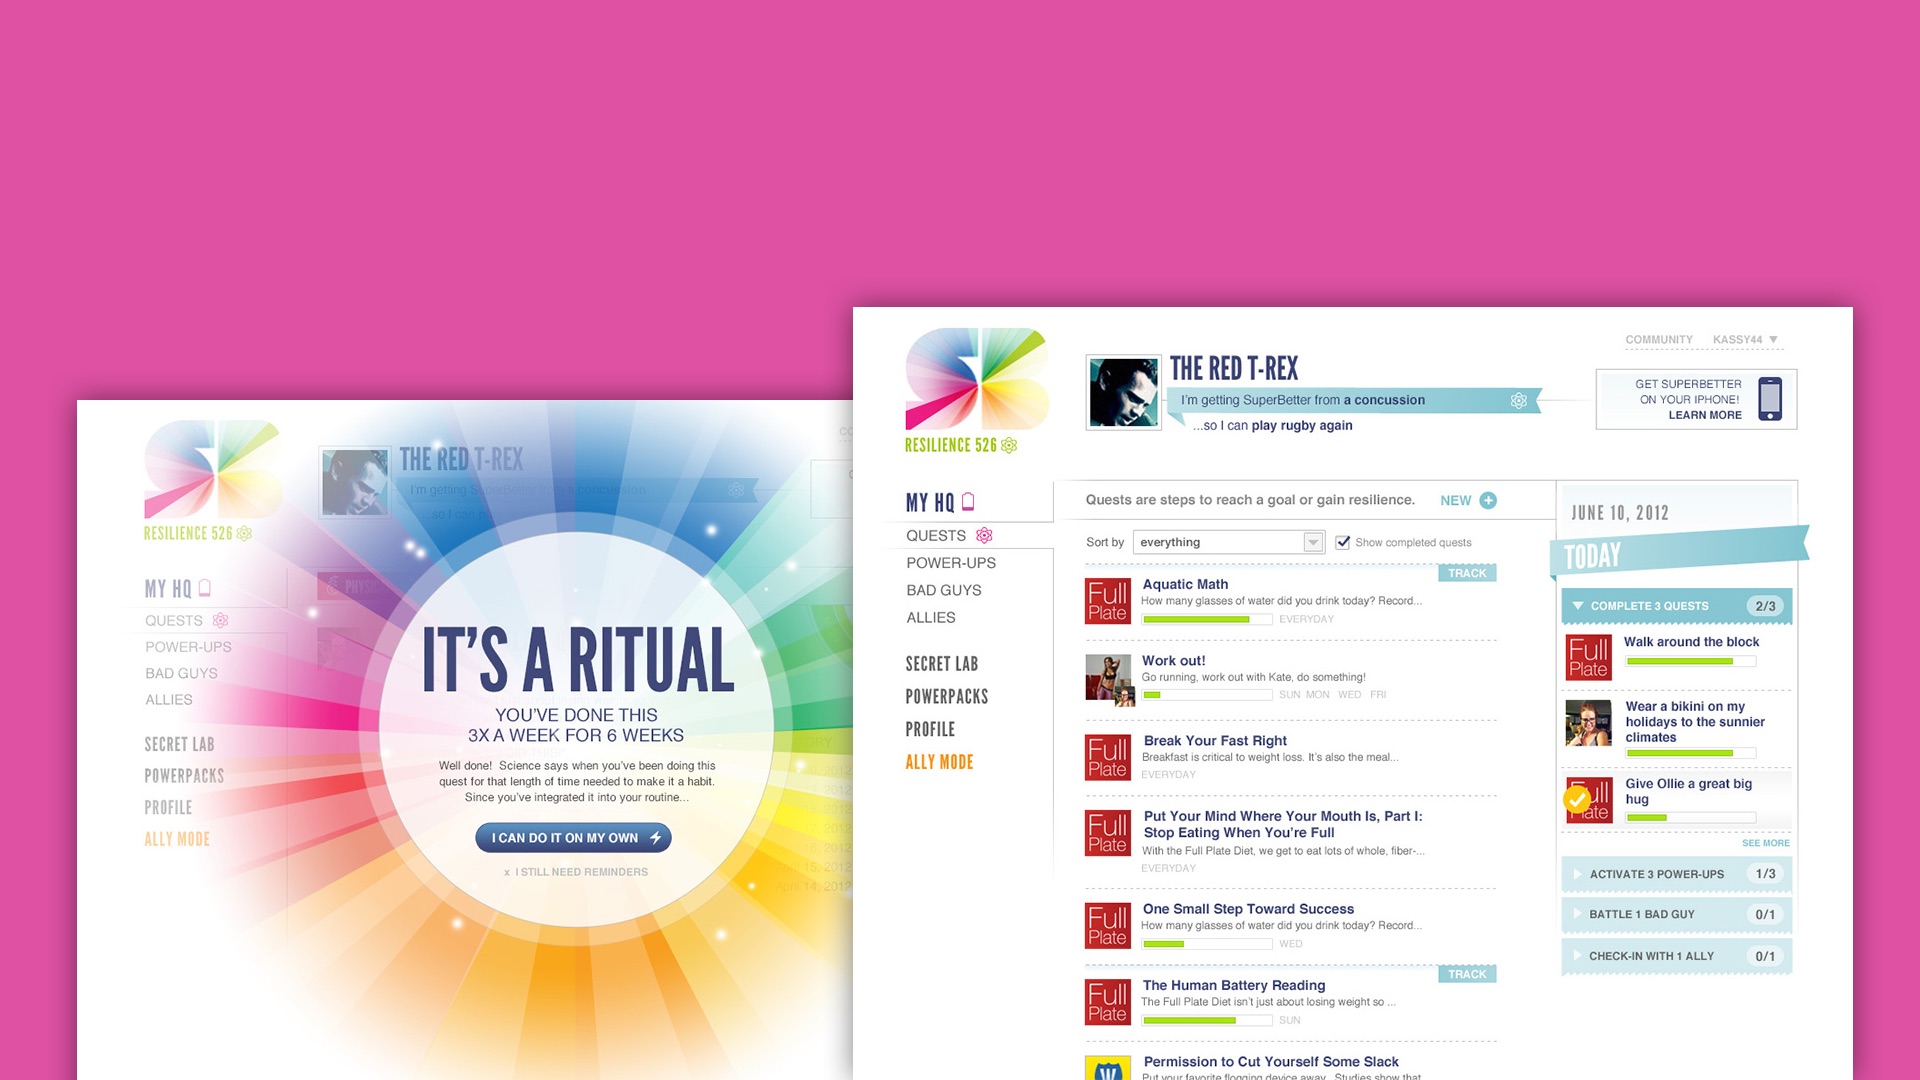 THE RED T-REX
I'm getting SuperBetter from a concussion
...so I can p
RESILIENCE 526
MY HQ
QUESTS
POWER-UPS
BAD GUYS
ALLIES
SECRET LAB
POWERPACKS
PROFILE
ALLY MODE
IT'S A RITUAL
YOU'VE DONE THIS
3X A WEEK FOR 6 WEEKS
Well done! Science says when you've been doing this
quest for that length of time needed to make it a habit.
Since you've integrated it into your routine...
I CAN DO IT ON MY OWN
x I STILL NEED REMINDERS
April 14, 2012
COMMUNITY KASSY44
THE RED T-REX
I'm getting SuperBetter from a concussion
...so I can play rugby again
GET SUPERBETTER
ON YOUR IPHONE!
LEARN MORE
RESILIENCE 526
MY HQ
QUESTS
POWER-UPS
BAD GUYS
ALLIES
SECRET LAB
POWERPACKS
PROFILE
ALLY MODE
Quests are steps to reach a goal or gain resilience. NEW
Sort by everything Show completed quests
TRACK
Full
Plate
Aquatic Math
How many glasses of water did you drink today? Record...
EVERYDAY
Work out!
Go running, work out with Kate, do something!
SUN MON WED FRI
Full
Plate
Break Your Fast Right
Breakfast is critical to weight loss. It's also the meal...
EVERYDAY
Full
Plate
Put Your Mind Where Your Mouth Is, Part I:
Stop Eating When You're Full
With the Full Plate Diet, we get to eat lots of whole, fiber-...
EVERYDAY
Full
Plate
One Small Step Toward Success
How many glasses of water did you drink today? Record...
WED
TRACK
Full
Plate
The Human Battery Reading
The Full Plate Diet isn't just about losing weight so ...
SUN
Permission to Cut Yourself Some Slack
Put your favorite flogging device away. Studies show that
JUNE 10, 2012
TODAY
COMPLETE 3 QUESTS 2/3
Full
Plate
Walk around the block
Wear a bikini on my
holidays to the sunnier
climates
Give Ollie a great big
hug
SEE MORE
ACTIVATE 3 POWER-UPS 1/3
BATTLE 1 BAD GUY 0/1
CHECK-IN WITH 1 ALLY 0/1